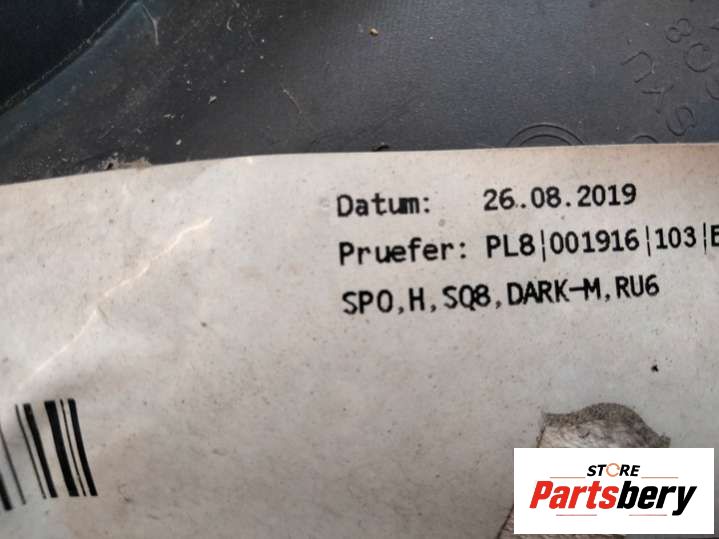 Datum: 26.08.2019
Pruefer: PL8|001916|103|E
SPO,H,SQ8,DARK-M,RU6
STORE
Partsbery